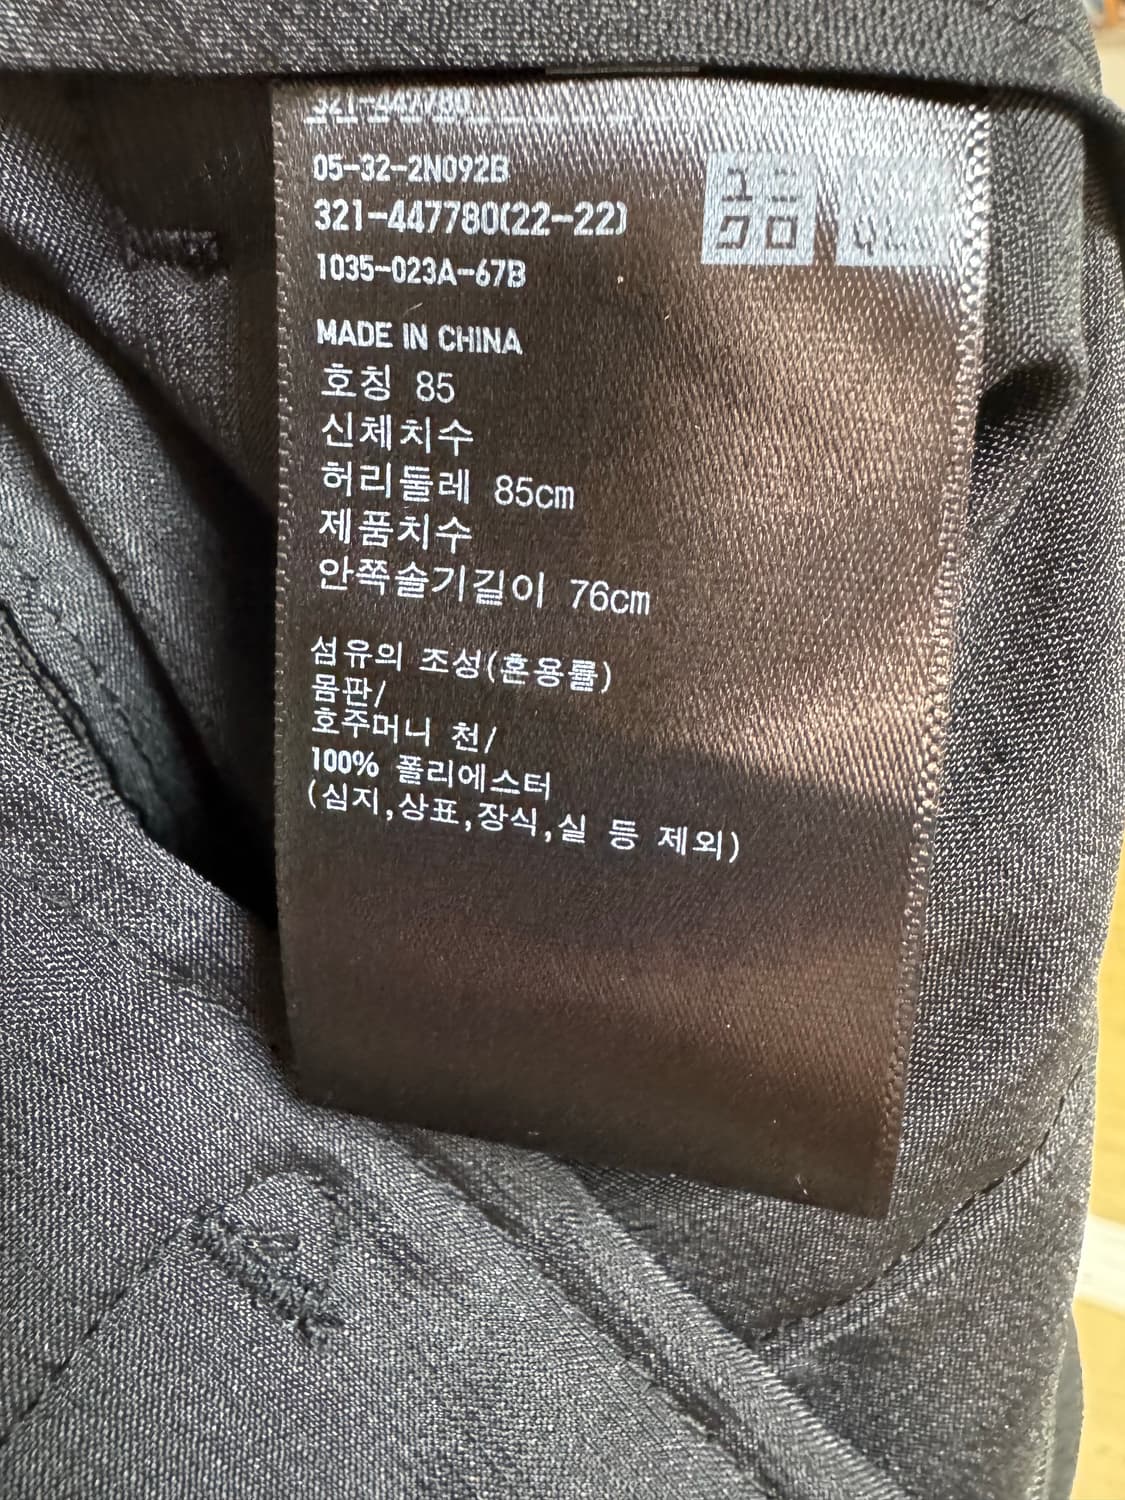 321-447780
05-32-2N092B
321-447780(22-22)
1035-023A-67B
MADE IN CHINA
호칭 85
신체치수
허리둘레 85cm
제품치수
안쪽솔기길이 76cm
섬유의 조성(혼용률)
몸판/
호주머니 천/
100% 폴리에스터
(심지,상표,장식,실 등 제외)